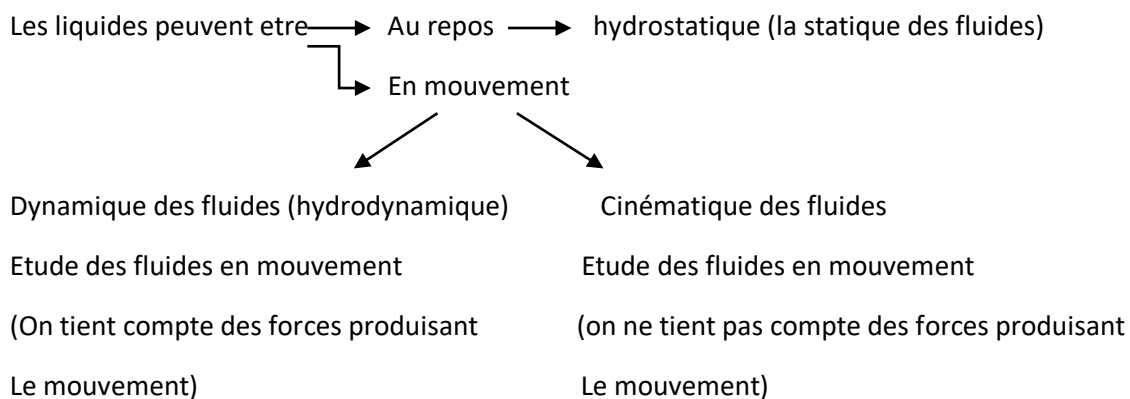 Les liquides peuvent etre Au repos hydrostatique (la statique des fluides)
En mouvement
Dynamique des fluides (hydrodynamique) Cinématique des fluides
Etude des fluides en mouvement Etude des fluides en mouvement
(On tient compte des forces produisant (on ne tient pas compte des forces produisant
Le mouvement) Le mouvement)